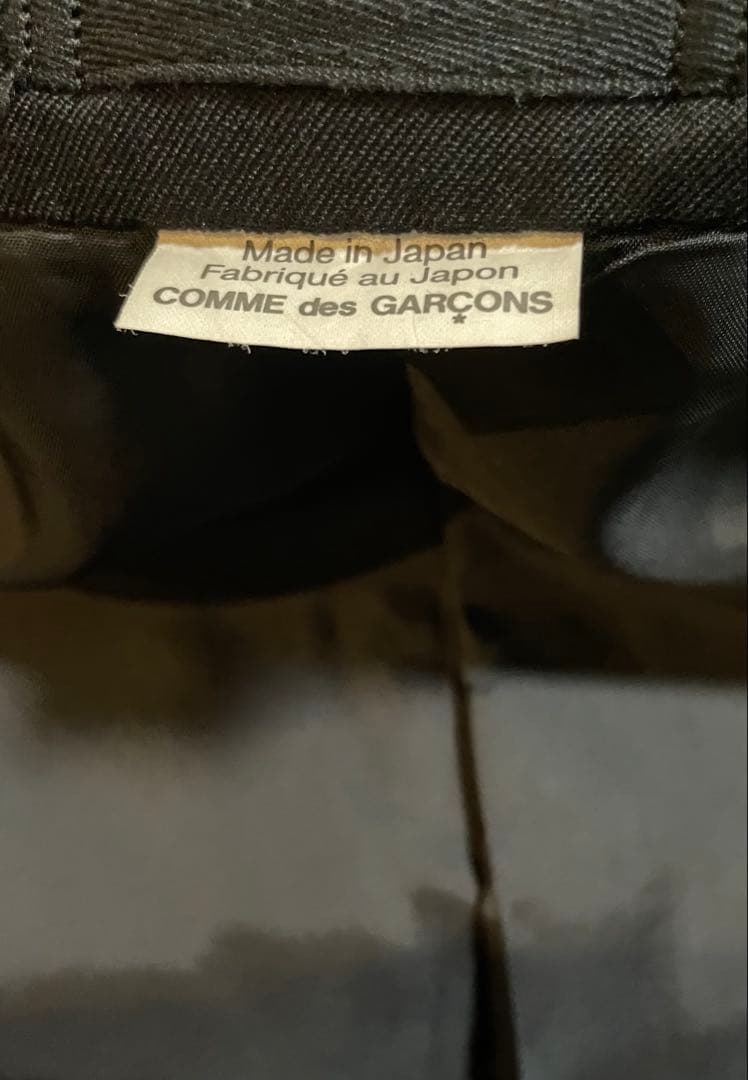 Made in Japan
Fabriqué au Japon
COMME des GARÇONS
*